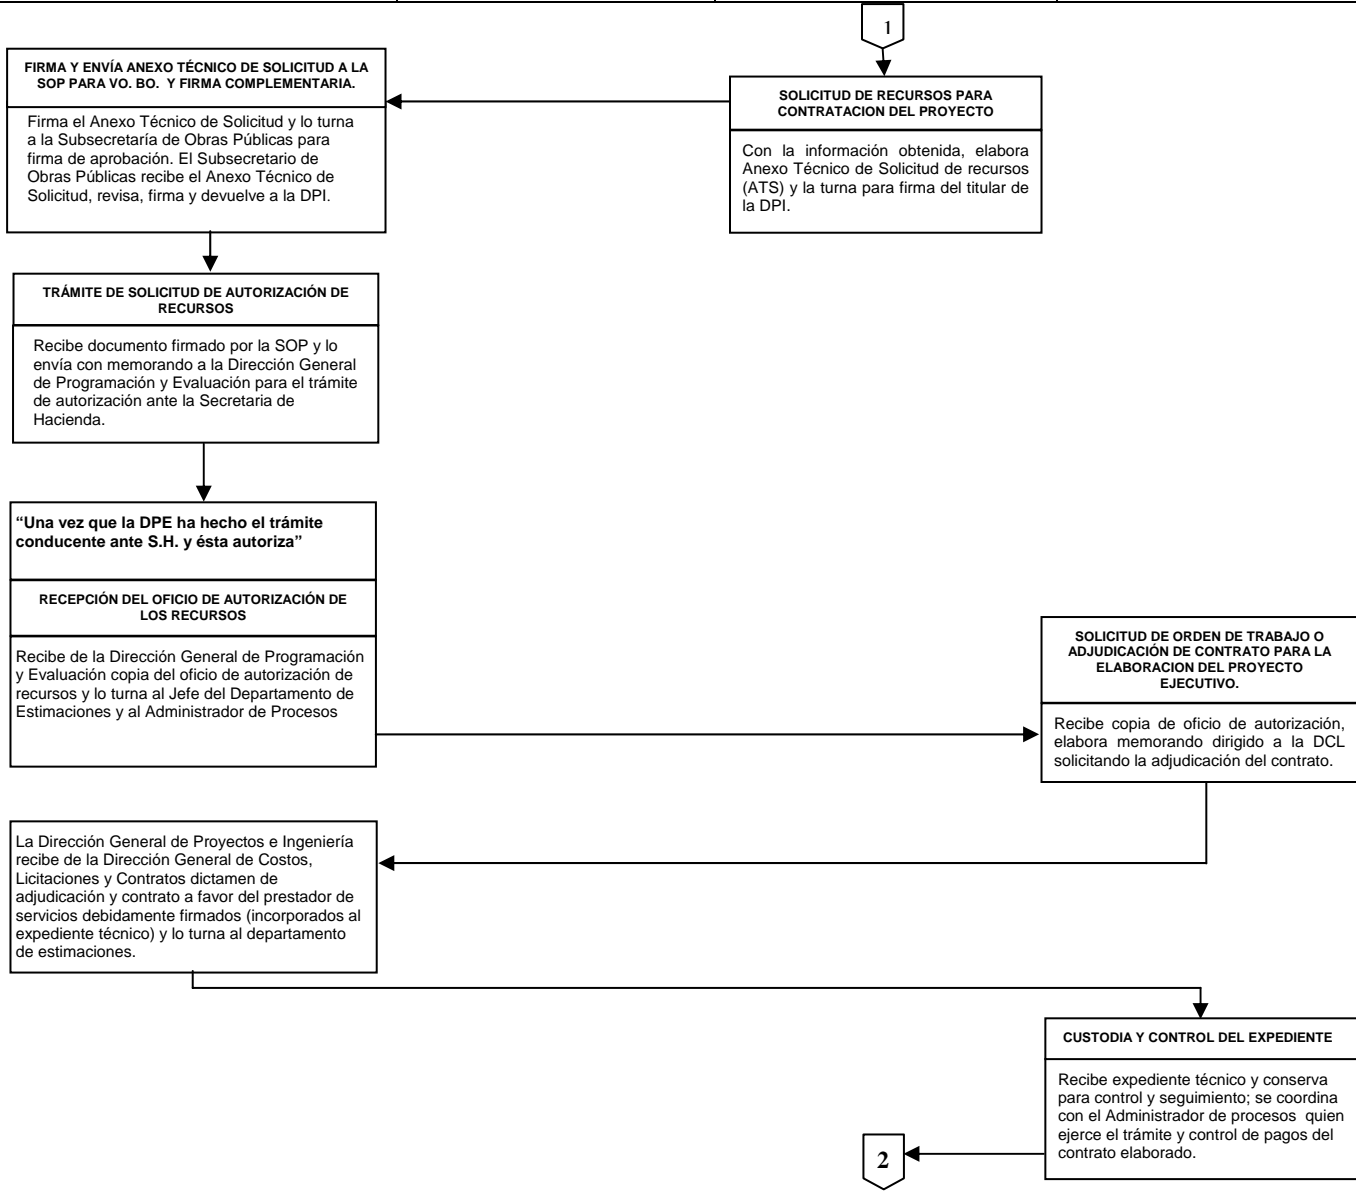 1
SOLICITUD DE RECURSOS PARA
CONTRATACION DEL PROYECTO
Con la información obtenida, elabora
Anexo Técnico de Solicitud de recursos
(ATS) y la turna para firma del titular de
la DPI.
FIRMA Y ENVÍA ANEXO TÉCNICO DE SOLICITUD A LA
SOP PARA VO. BO. Y FIRMA COMPLEMENTARIA.
Firma el Anexo Técnico de Solicitud y lo turna
a la Subsecretaría de Obras Públicas para
firma de aprobación. El Subsecretario de
Obras Públicas recibe el Anexo Técnico de
Solicitud, revisa, firma y devuelve a la DPI.
TRÁMITE DE SOLICITUD DE AUTORIZACIÓN DE
RECURSOS
Recibe documento firmado por la SOP y lo
envía con memorando a la Dirección General
de Programación y Evaluación para el trámite
de autorización ante la Secretaria de
Hacienda.
“Una vez que la DPE ha hecho el trámite
conducente ante S.H. y ésta autoriza”
RECEPCIÓN DEL OFICIO DE AUTORIZACIÓN DE
LOS RECURSOS
Recibe de la Dirección General de Programación
y Evaluación copia del oficio de autorización de
recursos y lo turna al Jefe del Departamento de
Estimaciones y al Administrador de Procesos
SOLICITUD DE ORDEN DE TRABAJO O
ADJUDICACIÓN DE CONTRATO PARA LA
ELABORACION DEL PROYECTO
EJECUTIVO.
Recibe copia de oficio de autorización,
elabora memorando dirigido a la DCL
solicitando la adjudicación del contrato.
La Dirección General de Proyectos e Ingeniería
recibe de la Dirección General de Costos,
Licitaciones y Contratos dictamen de
adjudicación y contrato a favor del prestador de
servicios debidamente firmados (incorporados al
expediente técnico) y lo turna al departamento
de estimaciones.
CUSTODIA Y CONTROL DEL EXPEDIENTE
Recibe expediente técnico y conserva
para control y seguimiento; se coordina
con el Administrador de procesos quien
ejerce el trámite y control de pagos del
contrato elaborado.
2